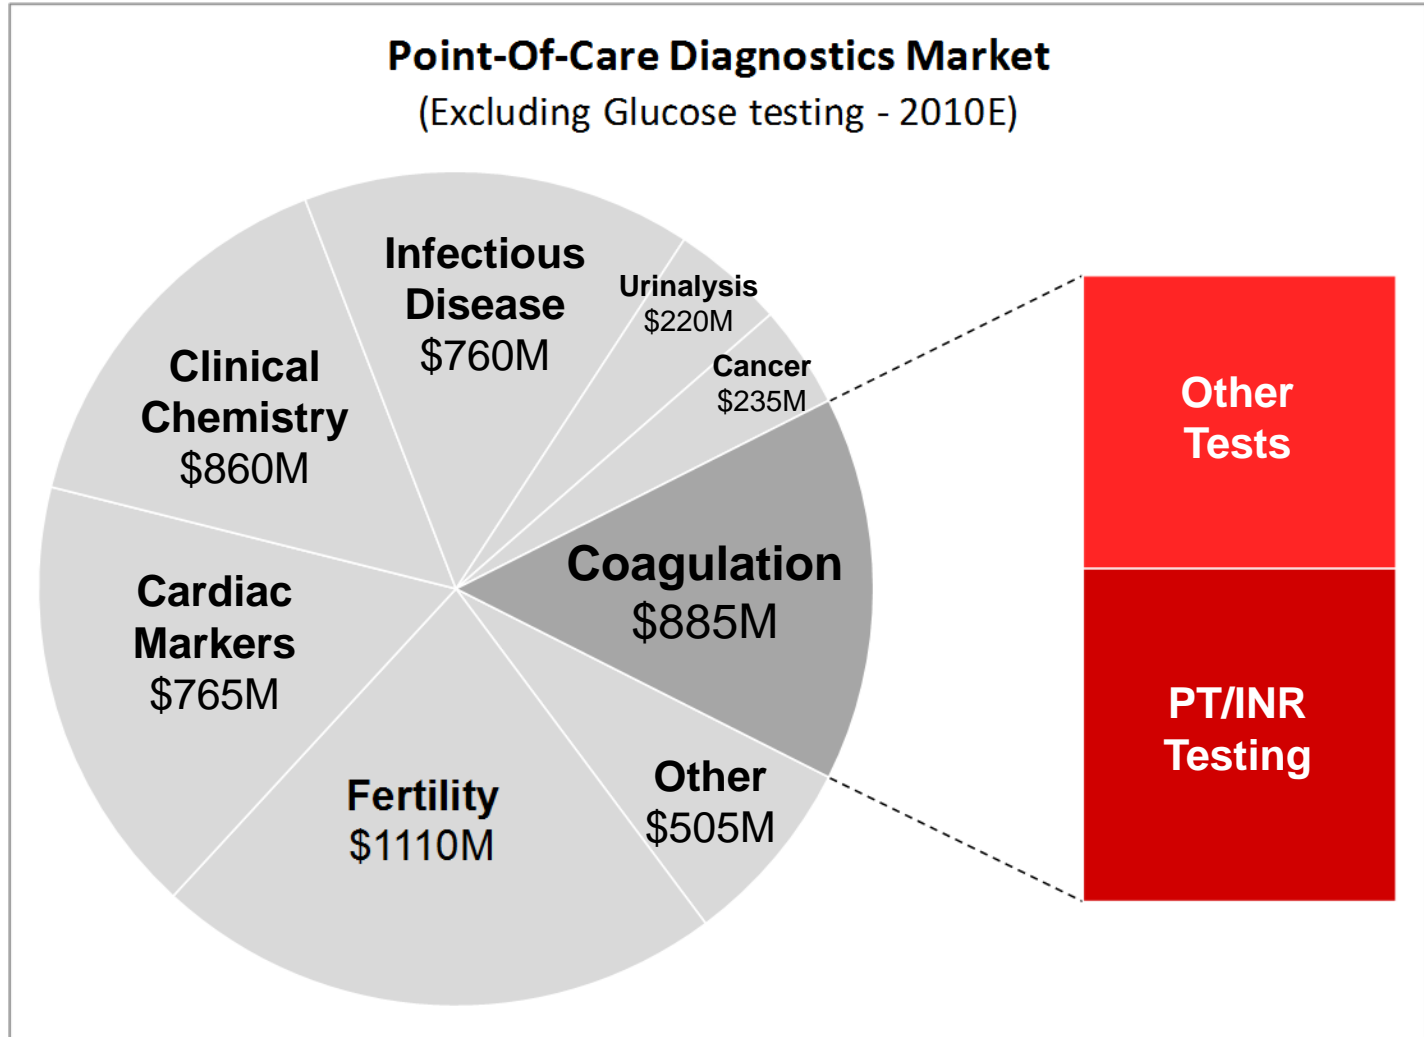 Point-Of-Care Diagnostics Market
(Excluding Glucose testing - 2010E)
Infectious
Disease
$760M
Urinalysis
$220M
Cancer
$235M
Clinical
Chemistry
$860M
Coagulation
$885M
Cardiac
Markers
$765M
Fertility
$1110M
Other
$505M
Other
Tests
PT/INR
Testing